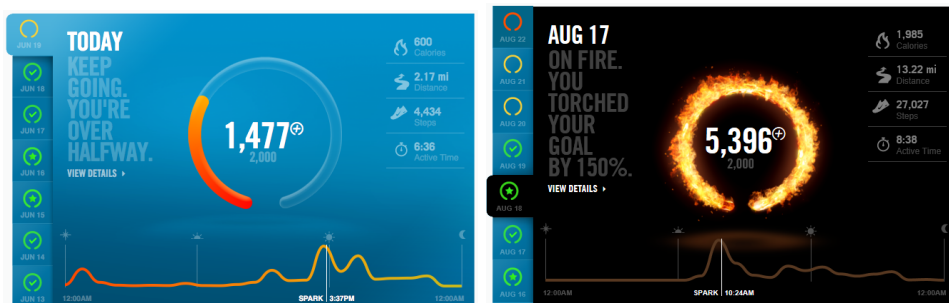 JUN 19
JUN 18
JUN 17
JUN 16
JUN 15
JUN 14
JUN 13
TODAY
KEEP
GOING.
YOU'RE
OVER
HALFWAY.
VIEW DETAILS
1,477
2,000
600
Calories
2.17 mi
Distance
4,434
Steps
6:36
Active Time
12:00AM
SPARK 3:37PM
12:00AM
AUG 22
AUG 21
AUG 20
AUG 19
AUG 18
AUG 17
AUG 16
AUG 17
ON FIRE.
YOU
TORCHED
YOUR
GOAL
BY 150%.
VIEW DETAILS
5,396
2,000
1,985
Calories
13.22 mi
Distance
27,027
Steps
8:38
Active Time
12:00AM
SPARK 10:24AM
12:00AM